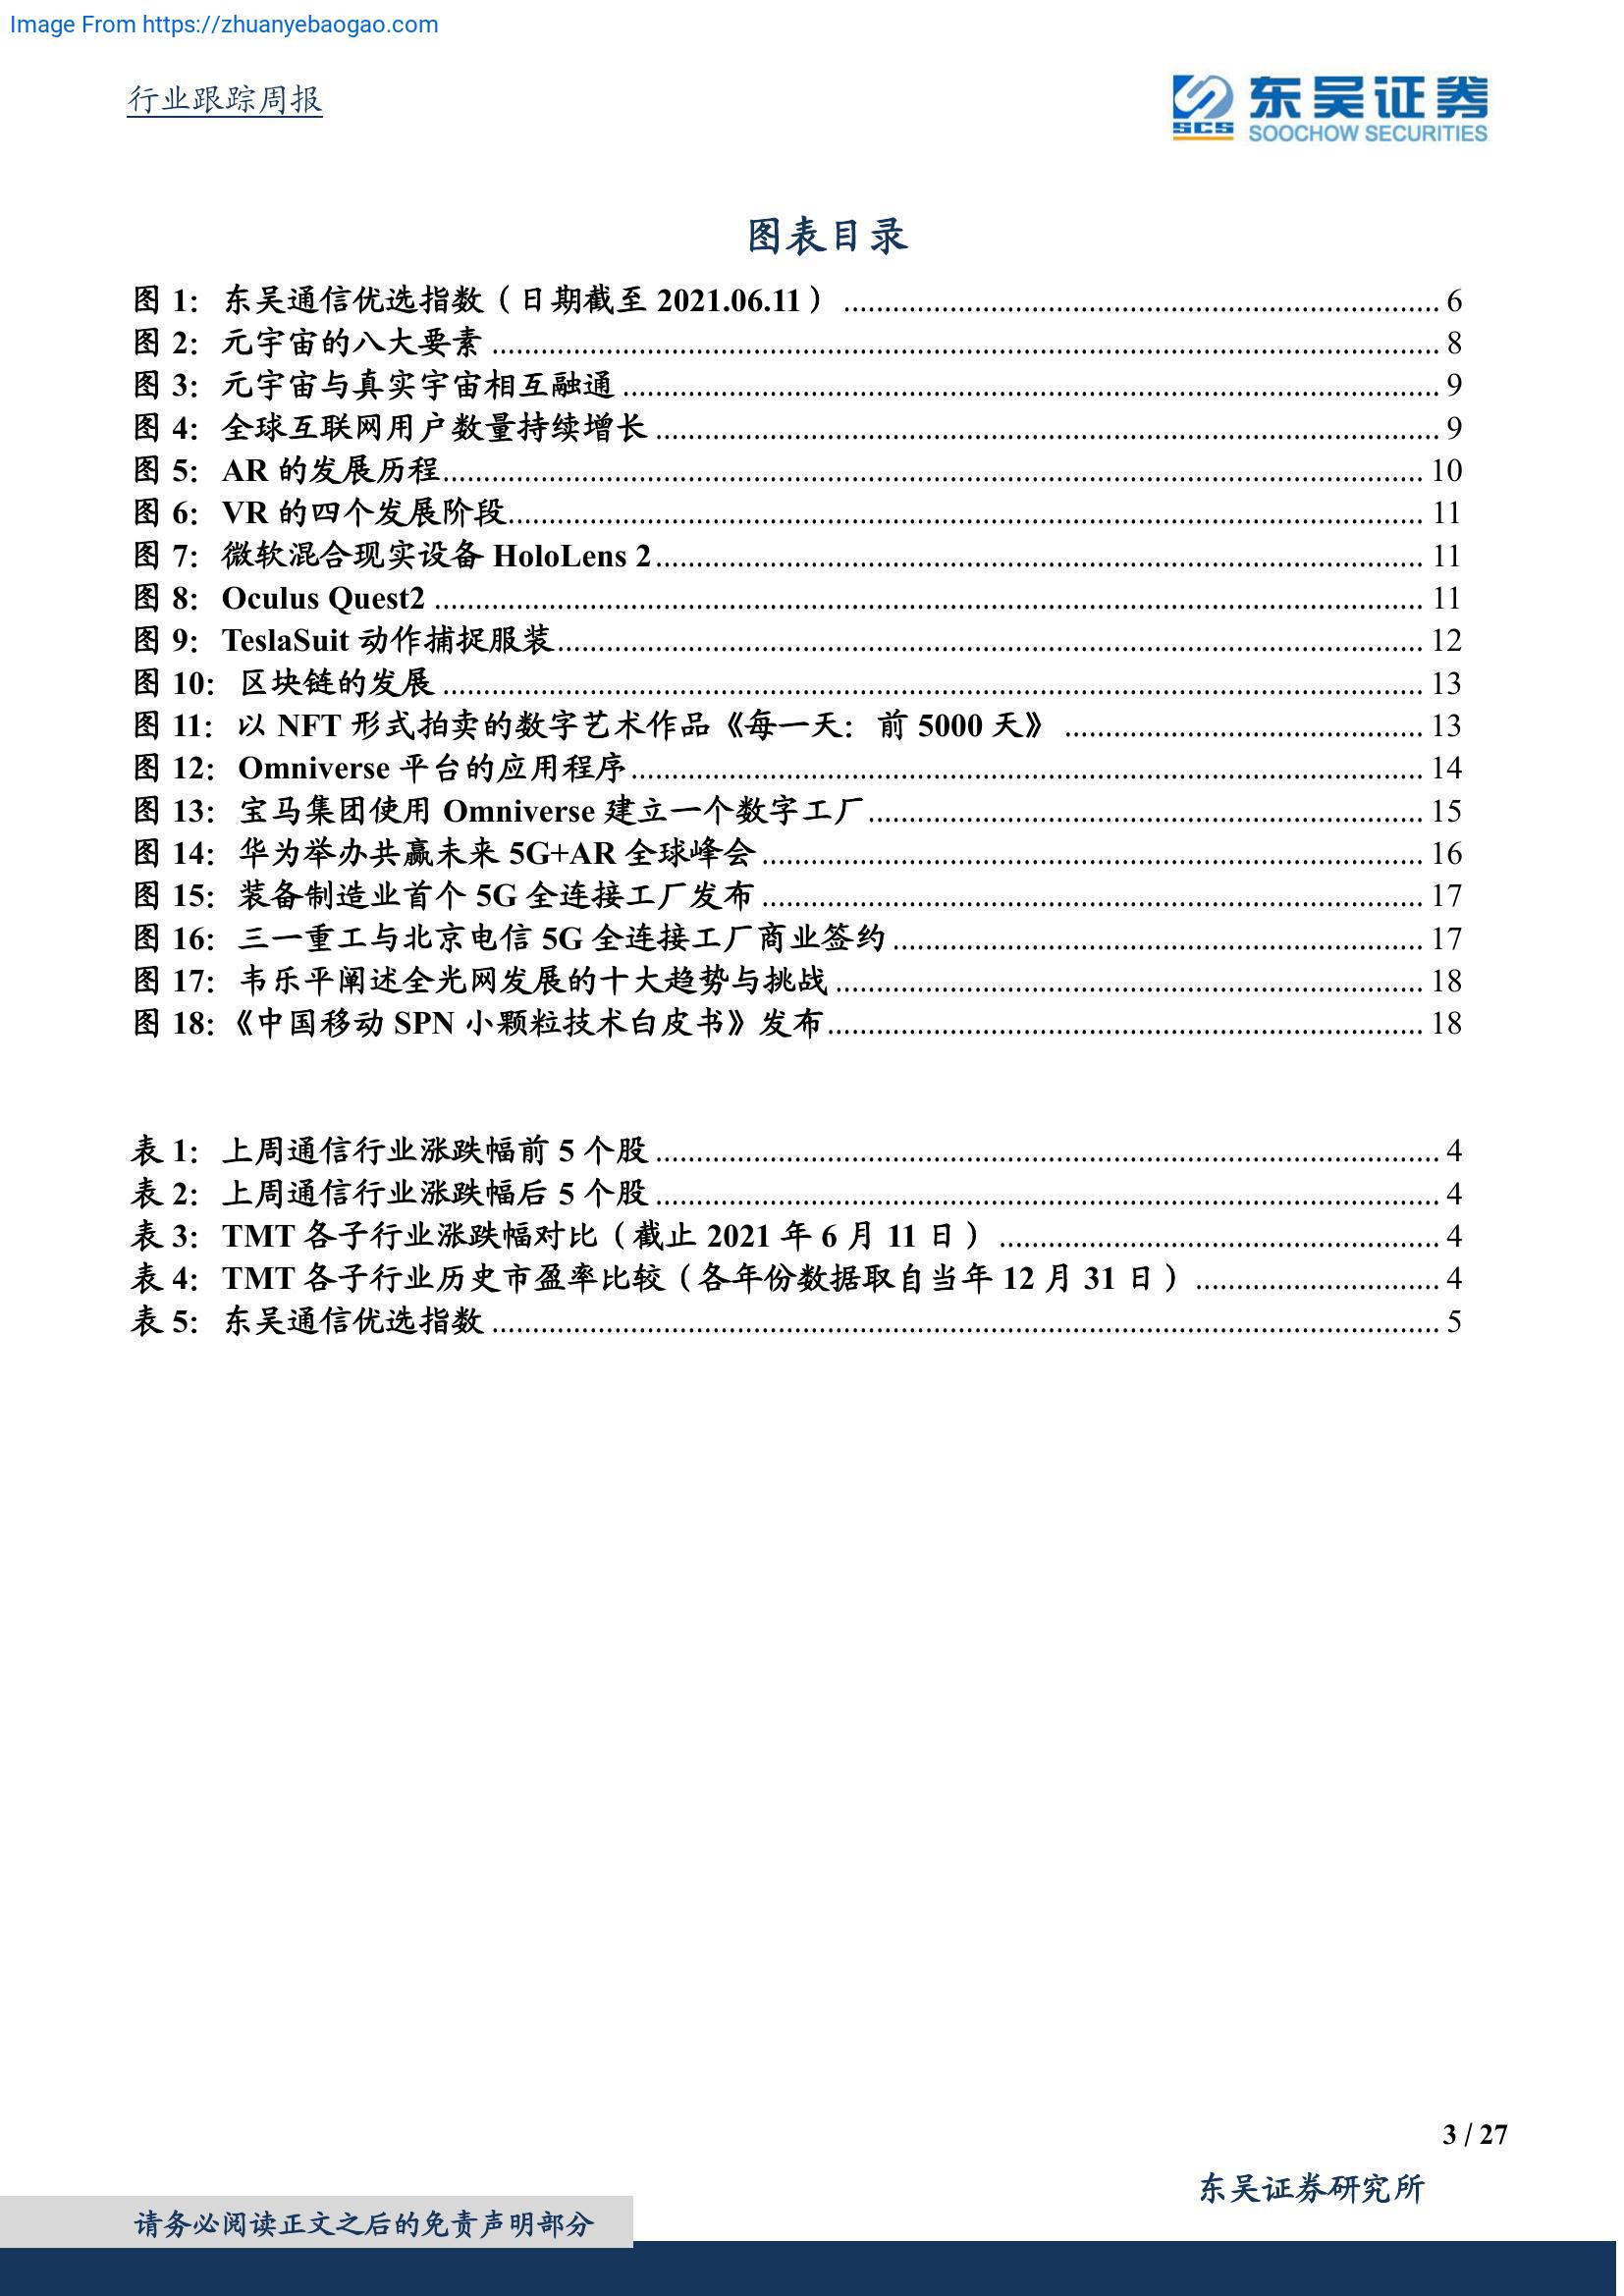 Image From https://zhuanyebaogao.com
行业跟踪周报
SCS 东吴证券
SOOCHOW SECURITIES
图表目录
图 1： 东吴通信优选指数（日期截至 2021.06.11） ........ 6
图 2： 元宇宙的八大要素 ........ 8
图 3： 元宇宙与真实宇宙相互融通 ........ 9
图 4： 全球互联网用户数量持续增长 ........ 9
图 5： AR 的发展历程 ........ 10
图 6： VR 的四个发展阶段 ........ 11
图 7： 微软混合现实设备 HoloLens 2 ........ 11
图 8： Oculus Quest2 ........ 11
图 9： TeslaSuit 动作捕捉服装 ........ 12
图 10： 区块链的发展 ........ 13
图 11： 以 NFT 形式拍卖的数字艺术作品《每一天：前 5000 天》 ........ 13
图 12： Omniverse 平台的应用程序 ........ 14
图 13： 宝马集团使用 Omniverse 建立一个数字工厂 ........ 15
图 14： 华为举办共赢未来 5G+AR 全球峰会 ........ 16
图 15： 装备制造业首个 5G 全连接工厂发布 ........ 17
图 16： 三一重工与北京电信 5G 全连接工厂商业签约 ........ 17
图 17： 韦乐平阐述全光网发展的十大趋势与挑战 ........ 18
图 18：《中国移动 SPN 小颗粒技术白皮书》发布 ........ 18
表 1： 上周通信行业涨跌幅前 5 个股 ........ 4
表 2： 上周通信行业涨跌幅后 5 个股 ........ 4
表 3： TMT 各子行业涨跌幅对比（截止 2021 年 6 月 11 日） ........ 4
表 4： TMT 各子行业历史市盈率比较（各年份数据取自当年 12 月 31 日） ........ 4
表 5： 东吴通信优选指数 ........ 5
3 / 27
东吴证券研究所
请务必阅读正文之后的免责声明部分